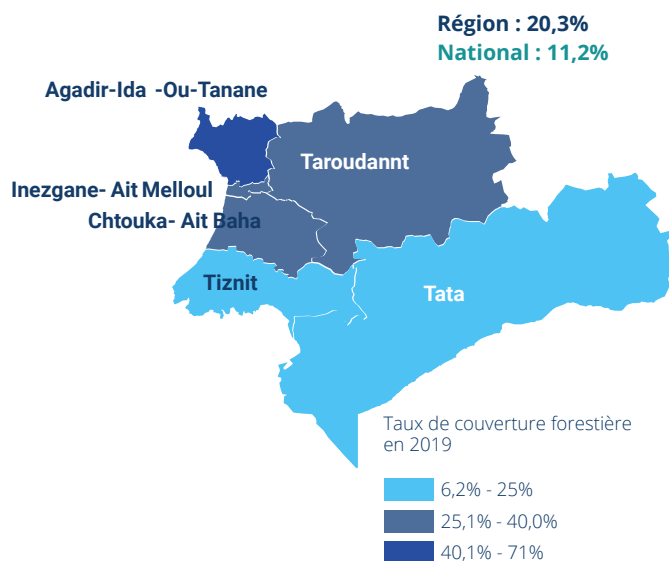 Région : 20,3%
National : 11,2%
Agadir-Ida -Ou-Tanane
Taroudannt
Inezgane- Ait Melloul
Chtouka- Ait Baha
Tiznit
Tata
Taux de couverture forestière
en 2019
6,2% - 25%
25,1% - 40,0%
40,1% - 71%